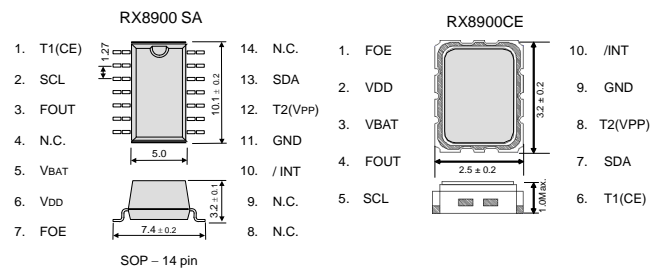 RX8900 SA
1. T1(CE)
2. SCL
3. FOUT
4. N.C.
5. VBAT
6. VDD
7. FOE
14. N.C.
13. SDA
12. T2(VPP)
11. GND
10. / INT
9. N.C.
8. N.C.
1.27
10.1 ± 0.2
5.0
3.2 ± 0.1
7.4 ± 0.2
SOP – 14 pin
RX8900CE
1. FOE
2. VDD
3. VBAT
4. FOUT
5. SCL
10. /INT
9. GND
8. T2(VPP)
7. SDA
6. T1(CE)
3.2 ± 0.2
2.5 ± 0.2
1.0Max.